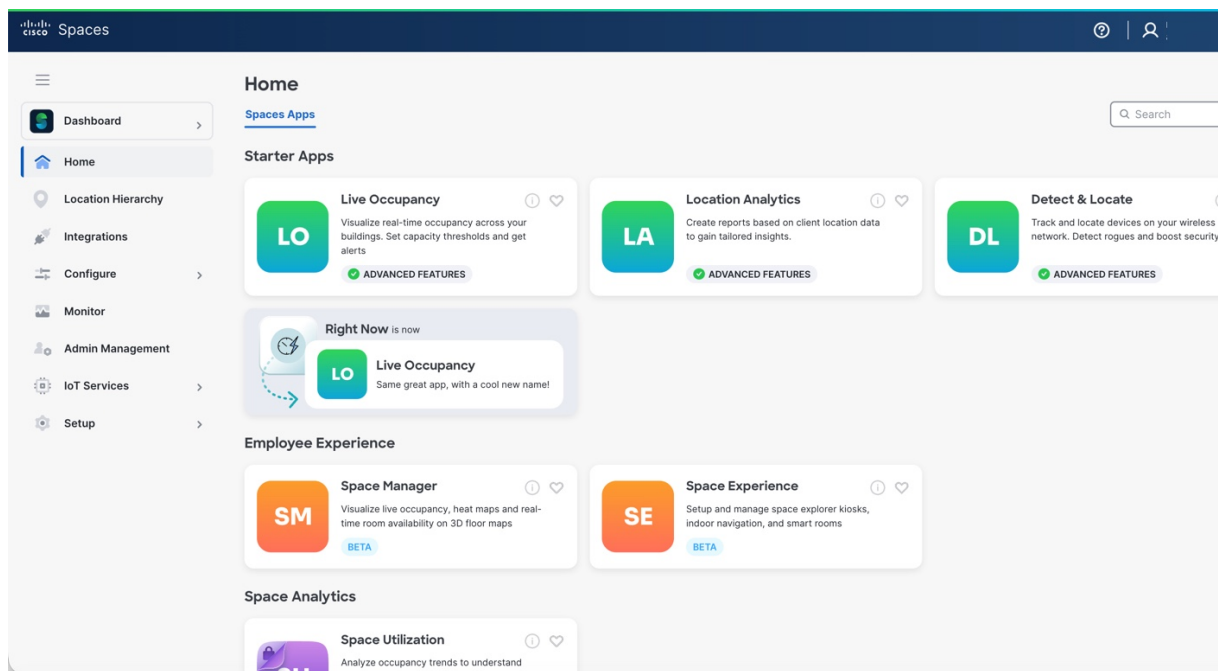 CISCO Spaces
Home
Spaces Apps
Search
Dashboard
Home
Location Hierarchy
Integrations
Configure
Monitor
Admin Management
IoT Services
Setup
Starter Apps
LO
Live Occupancy
Visualize real-time occupancy across your
buildings. Set capacity thresholds and get
alerts
ADVANCED FEATURES
LA
Location Analytics
Create reports based on client location data
to gain tailored insights.
ADVANCED FEATURES
DL
Detect & Locate
Track and locate devices on your wireless
network. Detect rogues and boost security
ADVANCED FEATURES
Right Now is now
LO
Live Occupancy
Same great app, with a cool new name!
Employee Experience
SM
Space Manager
Visualize live occupancy, heat maps and real-
time room availability on 3D floor maps
BETA
SE
Space Experience
Setup and manage space explorer kiosks,
indoor navigation, and smart rooms
BETA
Space Analytics
Space Utilization
Analyze occupancy trends to understand